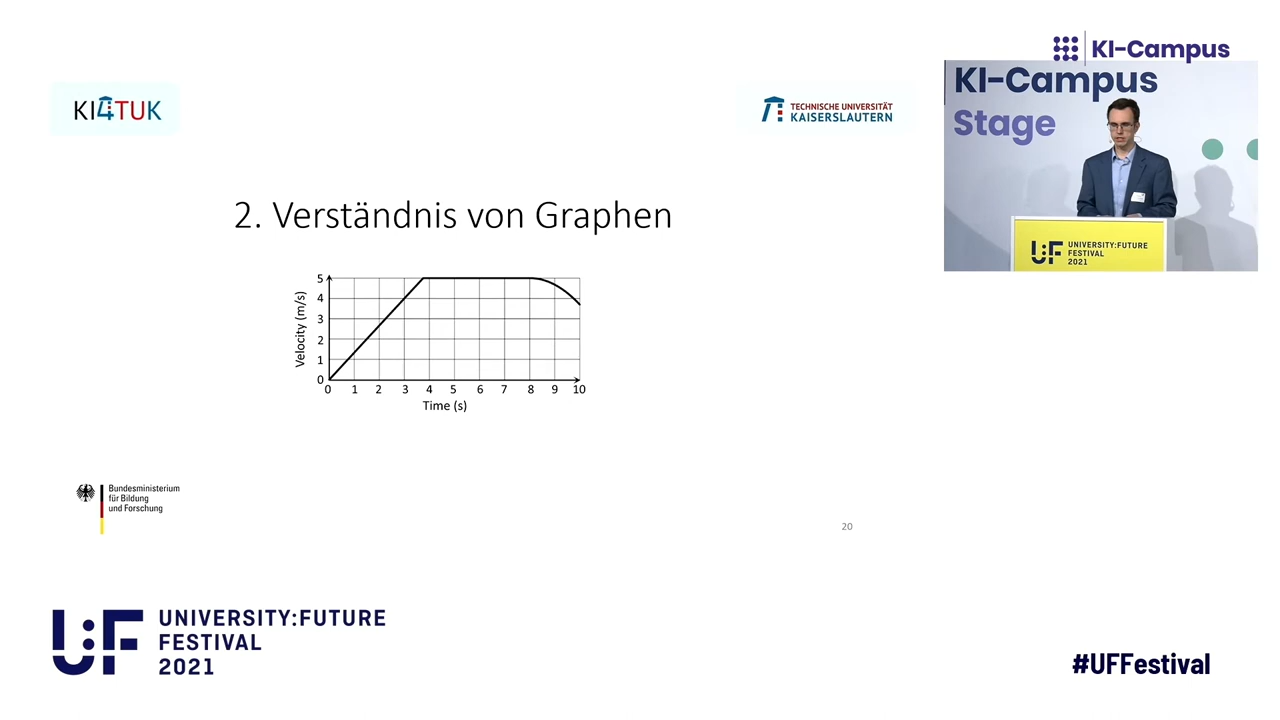 KI-Campus
KI-Campus
Stage
KI4TUK
TECHNISCHE UNIVERSITÄT
KAISERSLAUTERN
2. Verständnis von Graphen
Velocity (m/s)
5
4
3
2
1
0
0 1 2 3 4 5 6 7 8 9 10
Time (s)
U:F UNIVERSITY:FUTURE
FESTIVAL
2021
Bundesministerium
für Bildung
und Forschung
20
U:F UNIVERSITY:FUTURE
FESTIVAL
2021
#UFFestival